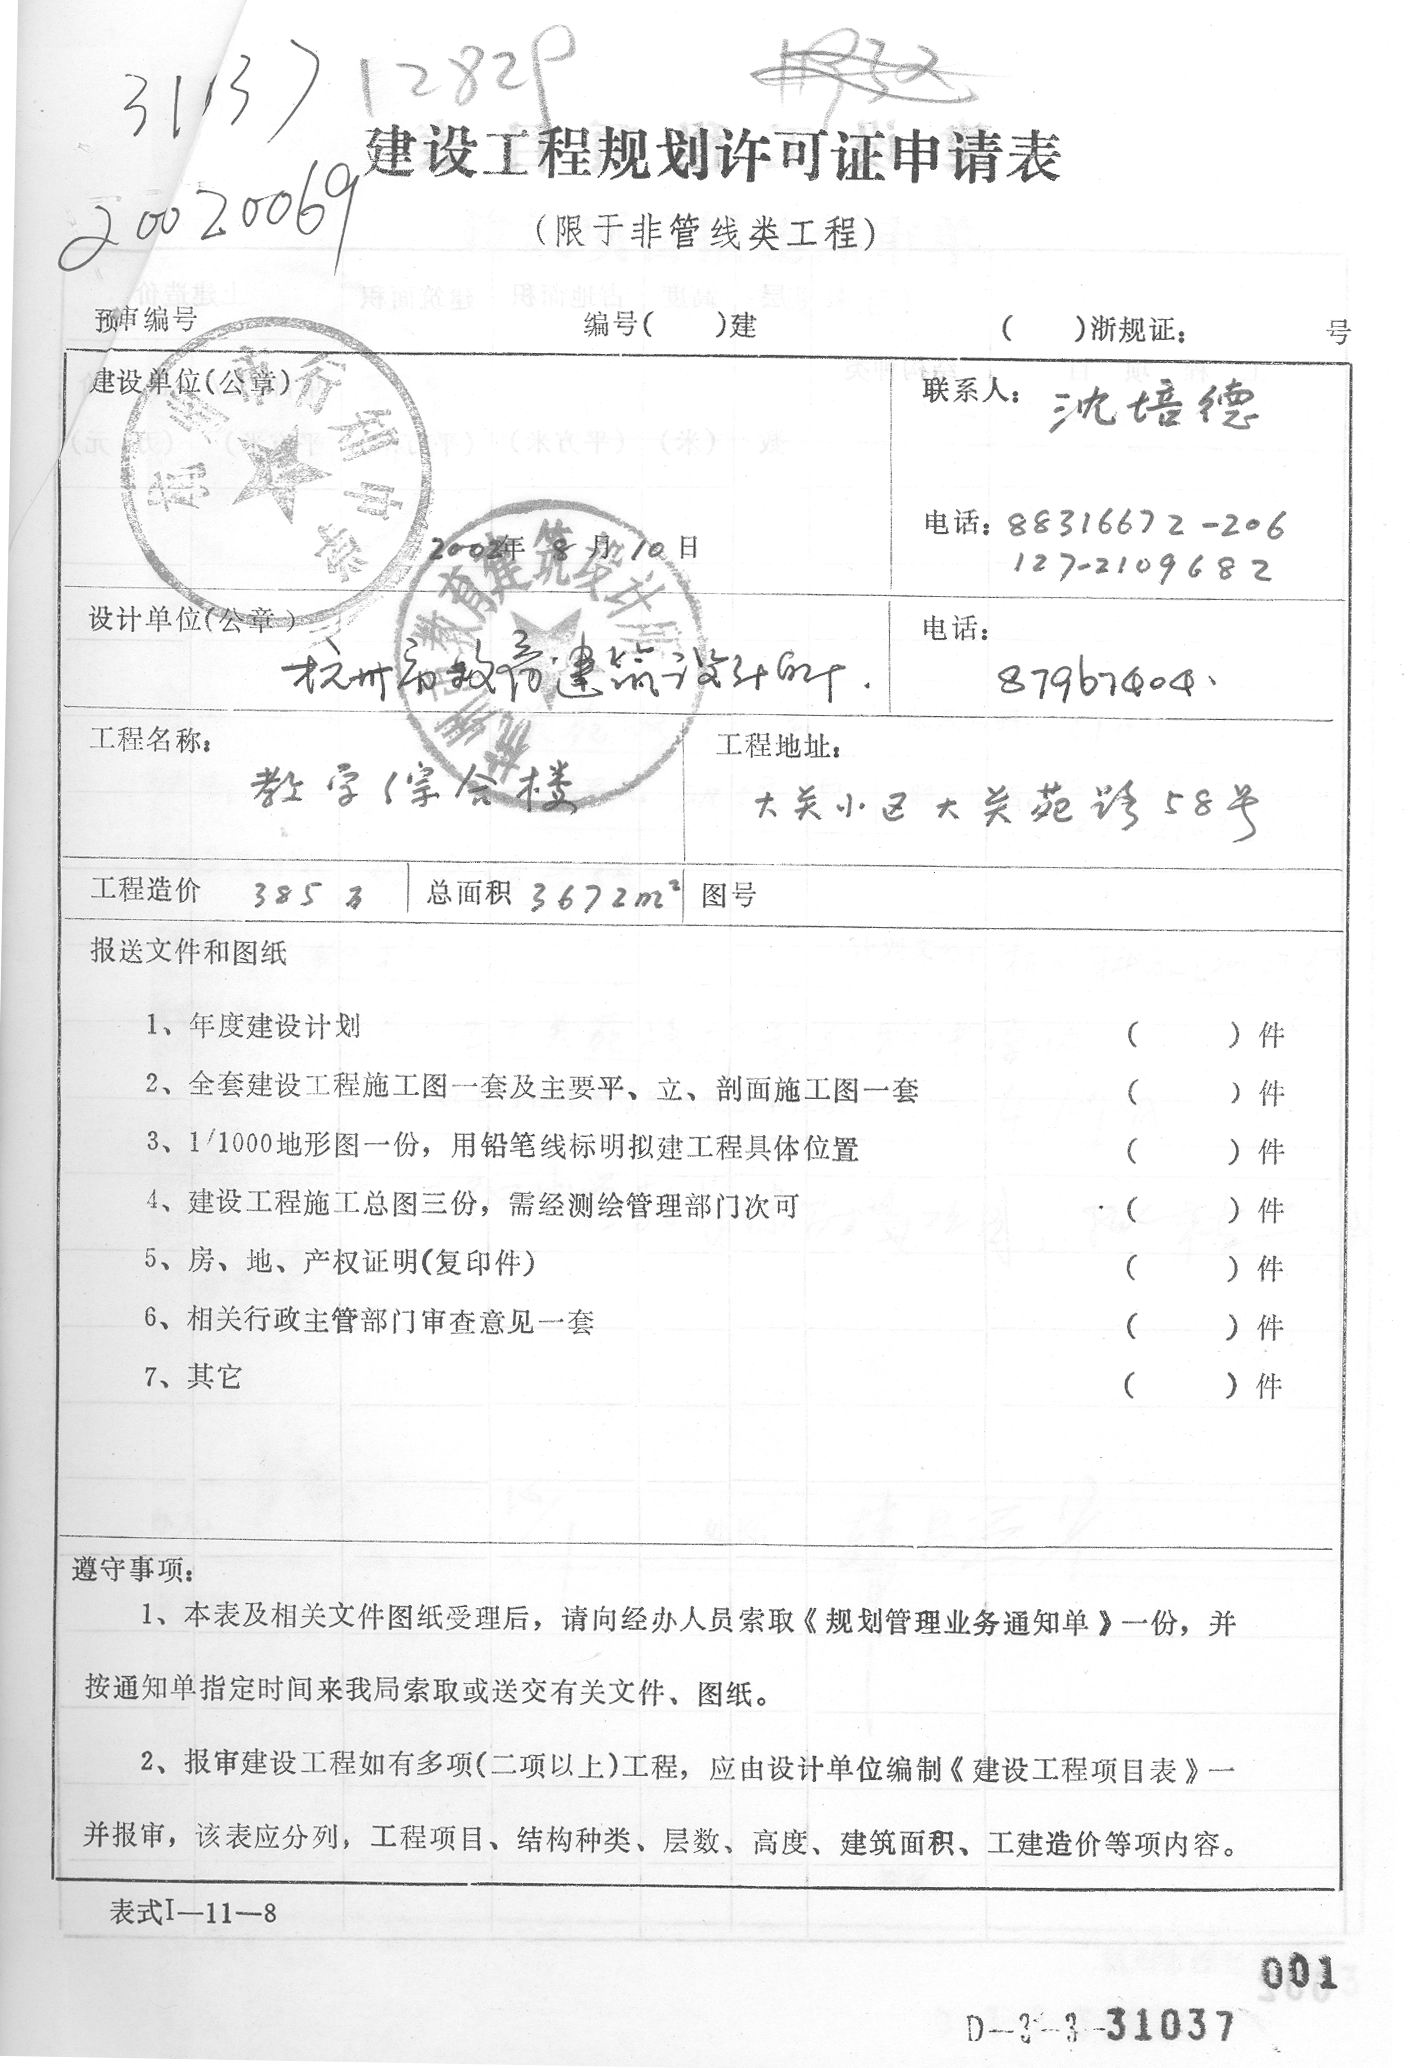 31137 1282P
20020069
建设工程规划许可证申请表
(限于非管线类工程)
预审编号 编号( )建 ( )浙规证: 号
建设单位(公章) 联系人: 沈培德
2002年8月10日
电话: 88316672-206
127-2109682
设计单位(公章) 电话:
杭州市教育建筑设计所. 87967404.
工程名称: 工程地址:
教学综合楼 大关小区大关苑路58号
工程造价 385万 总面积 3672m² 图号
报送文件和图纸
1、年度建设计划 ( )件
2、全套建设工程施工图一套及主要平、立、剖面施工图一套 ( )件
3、1/1000地形图一份，用铅笔线标明拟建工程具体位置 ( )件
4、建设工程施工总图三份，需经测绘管理部门次可 ( )件
5、房、地、产权证明(复印件) ( )件
6、相关行政主管部门审查意见一套 ( )件
7、其它 ( )件
遵守事项:
1、本表及相关文件图纸受理后，请向经办人员索取《规划管理业务通知单》一份，并
按通知单指定时间来我局索取或送交有关文件、图纸。
2、报审建设工程如有多项(二项以上)工程，应由设计单位编制《建设工程项目表》一
并报审，该表应分列，工程项目、结构种类、层数、高度、建筑面积、工建造价等项内容。
表式I—11—8
001
D-3-3-31037